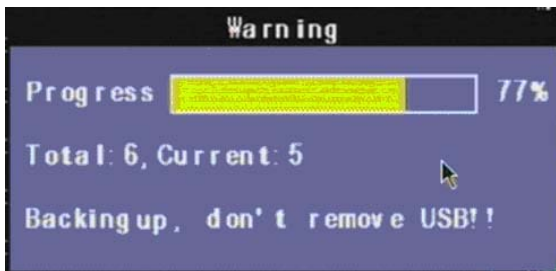 Warning
Progress 77%
Total: 6, Current: 5
Backing up, don't remove USB!!